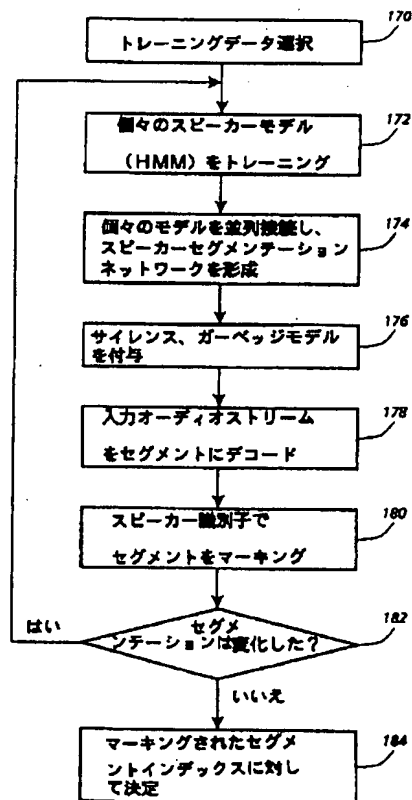 170
トレーニングデータ選択
172
個々のスピーカーモデル
（HMM）をトレーニング
174
個々のモデルを並列接続し、
スピーカーセグメンテーション
ネットワークを形成
176
サイレンス、ガーベッジモデル
を付与
178
入力オーディオストリーム
をセグメントにデコード
180
スピーカー識別子で
セグメントをマーキング
182
セグメ
ンテーションは変化した？
はい
いいえ
184
マーキングされたセグメ
ントインデックスに対し
て決定